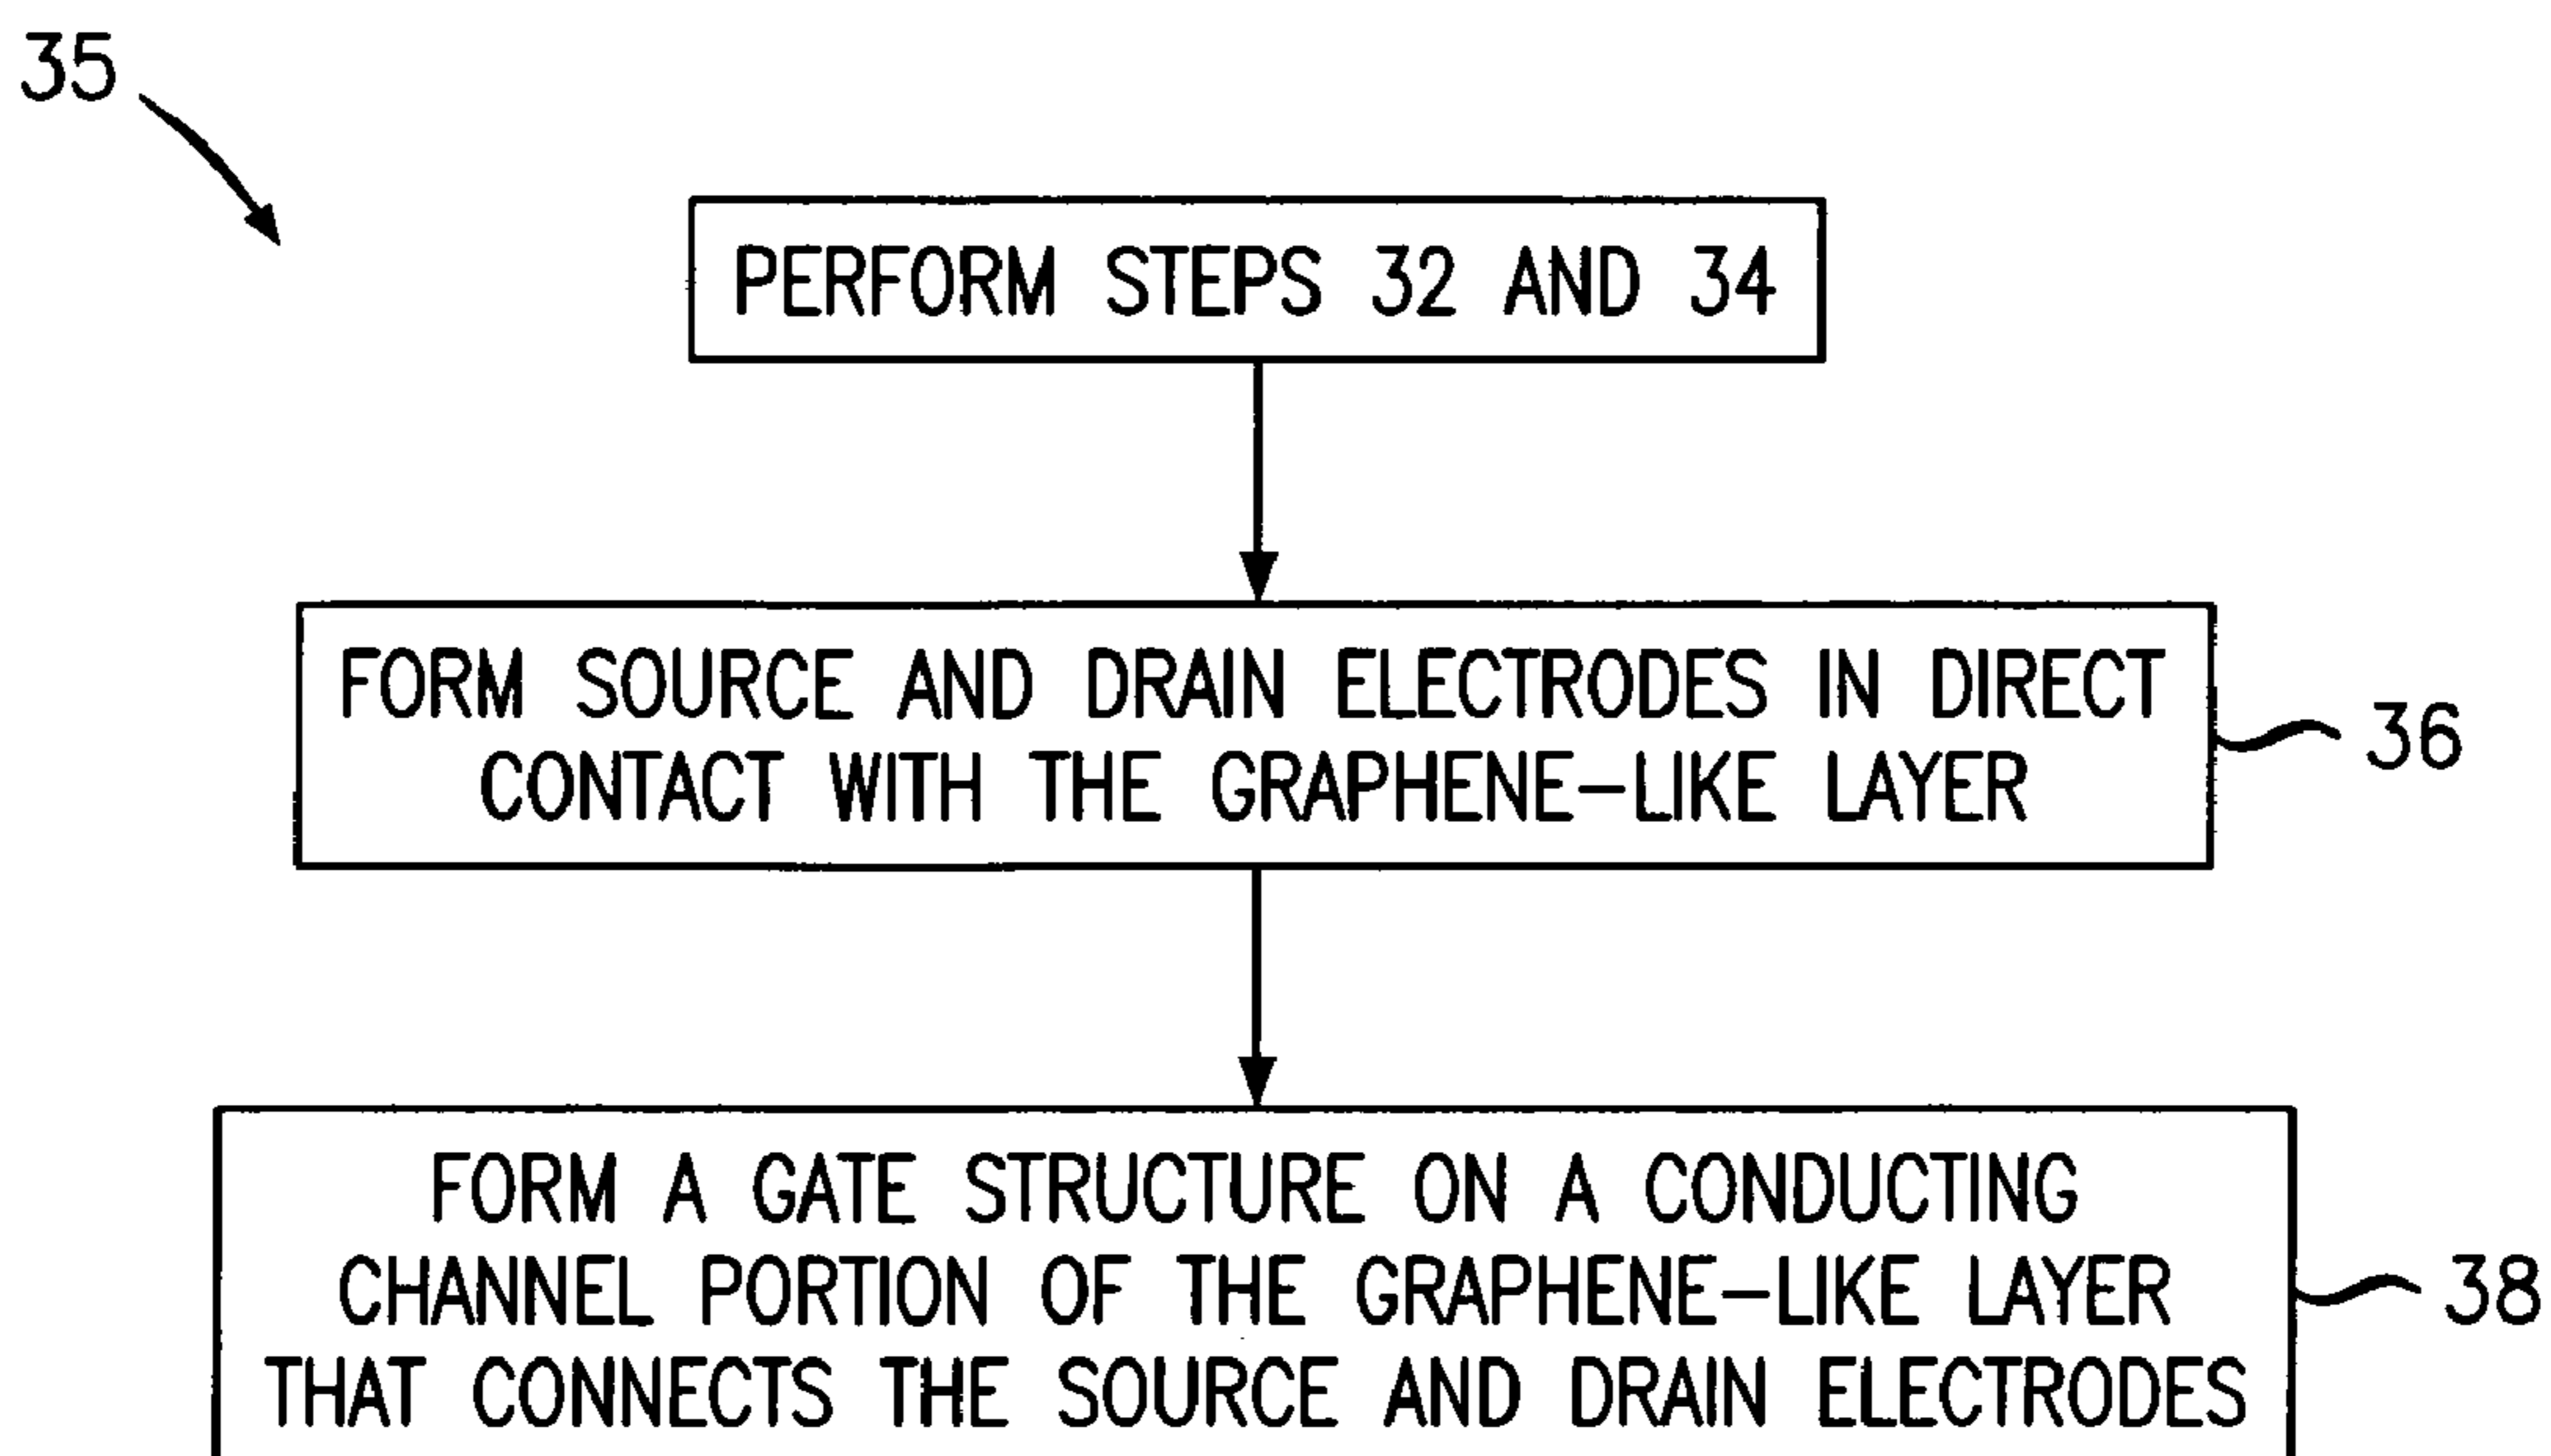 35
PERFORM STEPS 32 AND 34
FORM SOURCE AND DRAIN ELECTRODES IN DIRECT
CONTACT WITH THE GRAPHENE-LIKE LAYER
36
FORM A GATE STRUCTURE ON A CONDUCTING
CHANNEL PORTION OF THE GRAPHENE-LIKE LAYER
THAT CONNECTS THE SOURCE AND DRAIN ELECTRODES
38